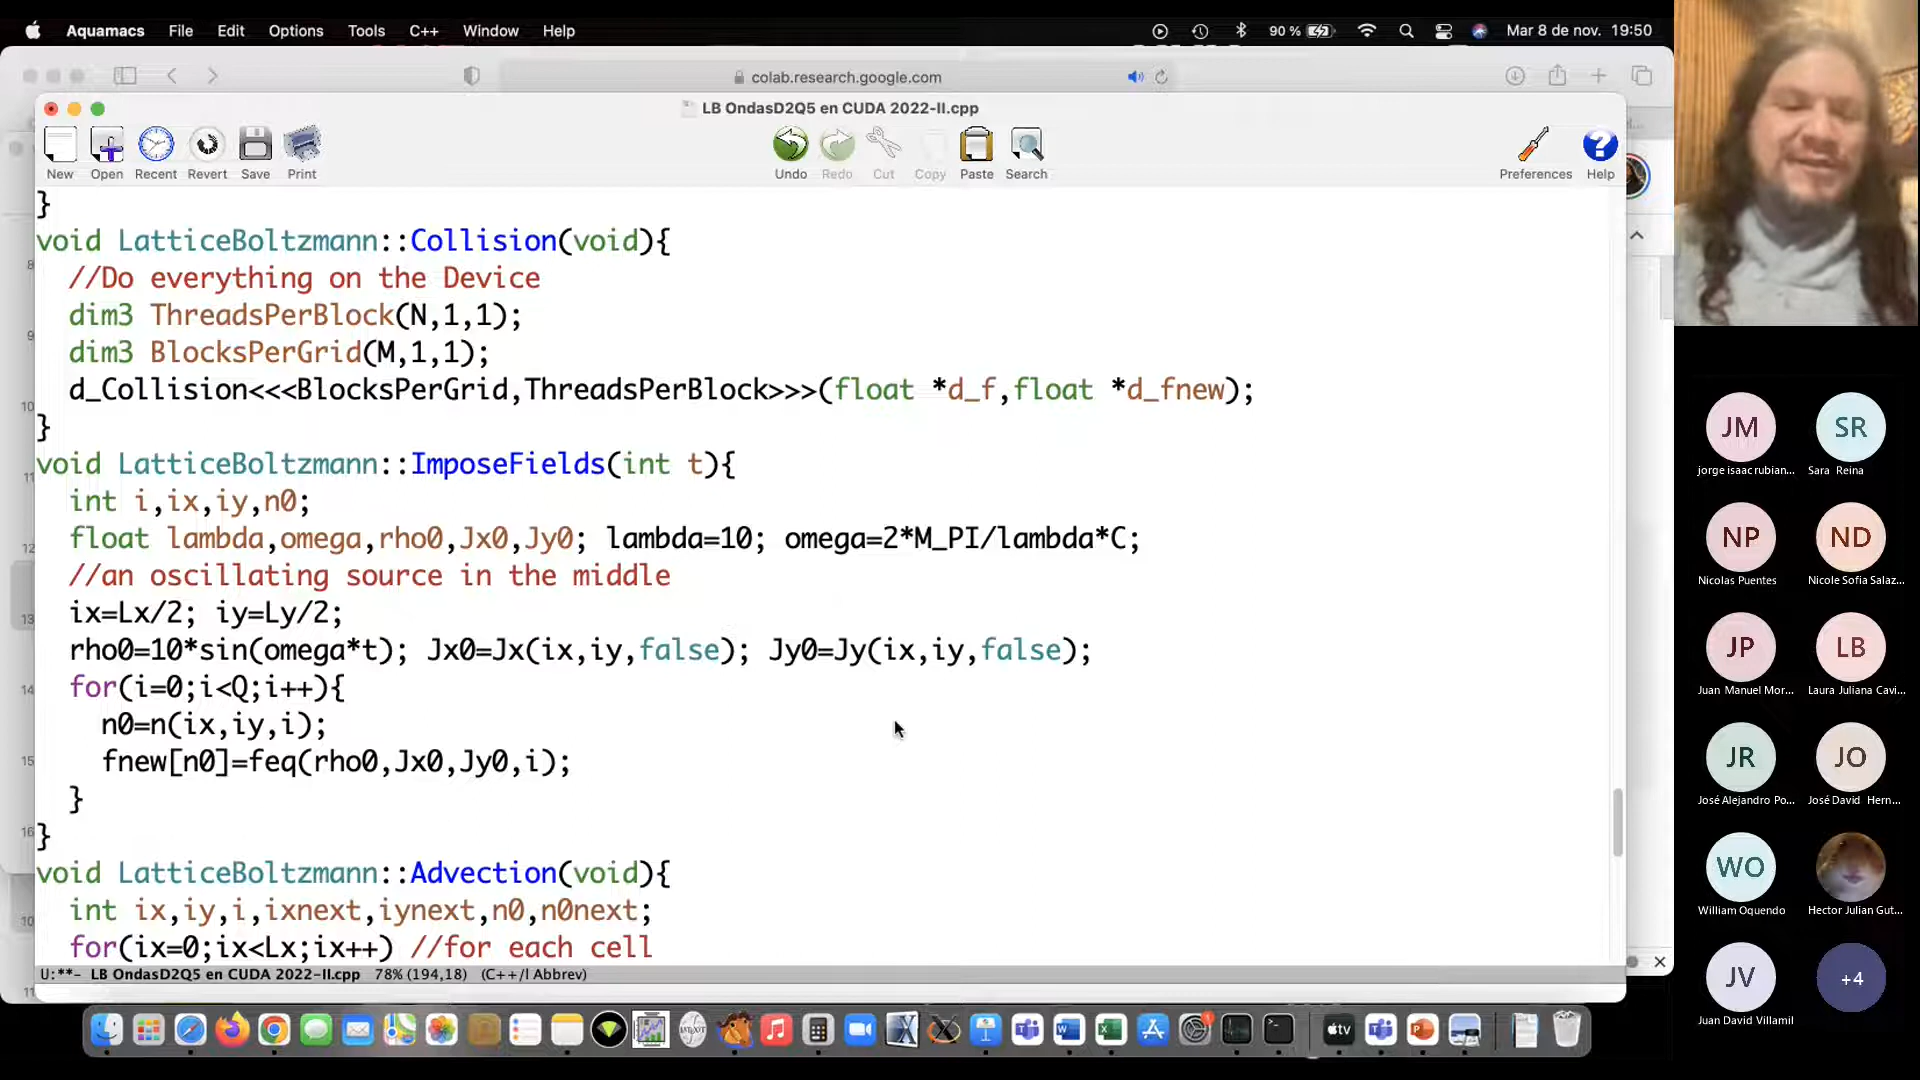 Aquamacs File Edit Options Tools C++ Window Help 90 % Mar 8 de nov. 19:50
colab.research.google.com
LB OndasD2Q5 en CUDA 2022-II.cpp
New Open Recent Revert Save Print Undo Redo Cut Copy Paste Search Preferences Help
}
void LatticeBoltzmann::Collision(void){
//Do everything on the Device
dim3 ThreadsPerBlock(N,1,1);
dim3 BlocksPerGrid(M,1,1);
d_Collision<<<BlocksPerGrid,ThreadsPerBlock>>>(float *d_f,float *d_fnew);
}
void LatticeBoltzmann::ImposeFields(int t){
int i,ix,iy,n0;
float lambda,omega,rho0,Jx0,Jy0; lambda=10; omega=2*M_PI/lambda*C;
//an oscillating source in the middle
ix=Lx/2; iy=Ly/2;
rho0=10*sin(omega*t); Jx0=Jx(ix,iy,false); Jy0=Jy(ix,iy,false);
for(i=0;i<Q;i++){
n0=n(ix,iy,i);
fnew[n0]=feq(rho0,Jx0,Jy0,i);
}
}
void LatticeBoltzmann::Advection(void){
int ix,iy,i,ixnext,iynext,n0,n0next;
for(ix=0;ix<Lx;ix++) //for each cell
U:**- LB OndasD2Q5 en CUDA 2022-II.cpp 78% (194,18) (C++/l Abbrev)
JM SR
jorge isaac rubian... Sara Reina
NP ND
Nicolas Puentes Nicole Sofia Salaz...
JP LB
Juan Manuel Mor... Laura Juliana Cavi...
JR JO
José Alejandro Po... José David Hern...
WO
William Oquendo Hector Julian Gut...
JV +4
Juan David Villamil
tv